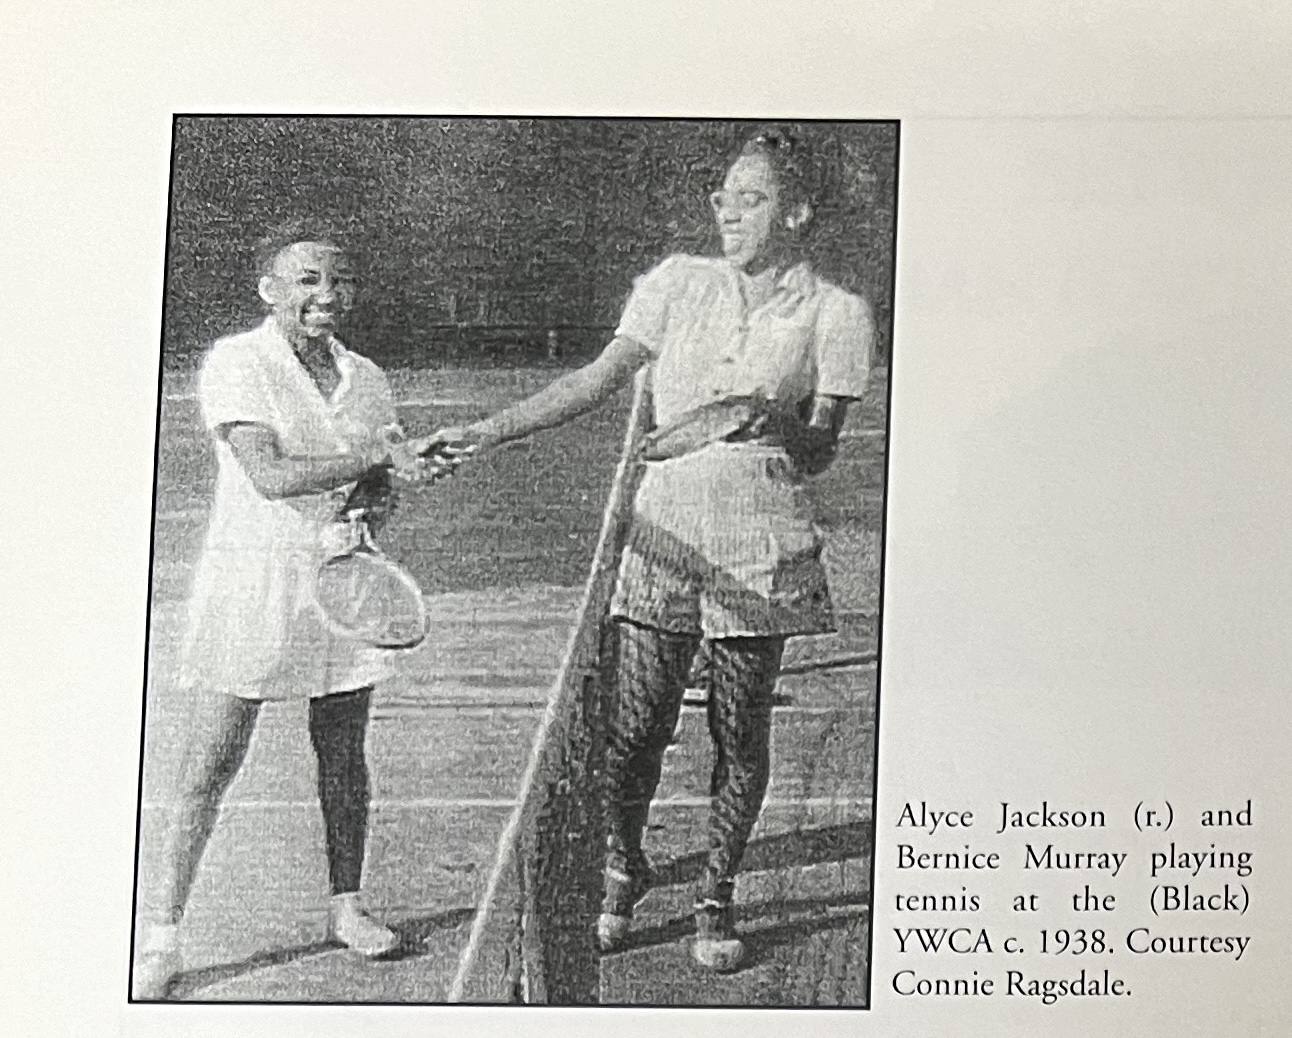 Alyce Jackson (r.) and
Bernice Murray playing
tennis at the (Black)
YWCA c. 1938. Courtesy
Connie Ragsdale.